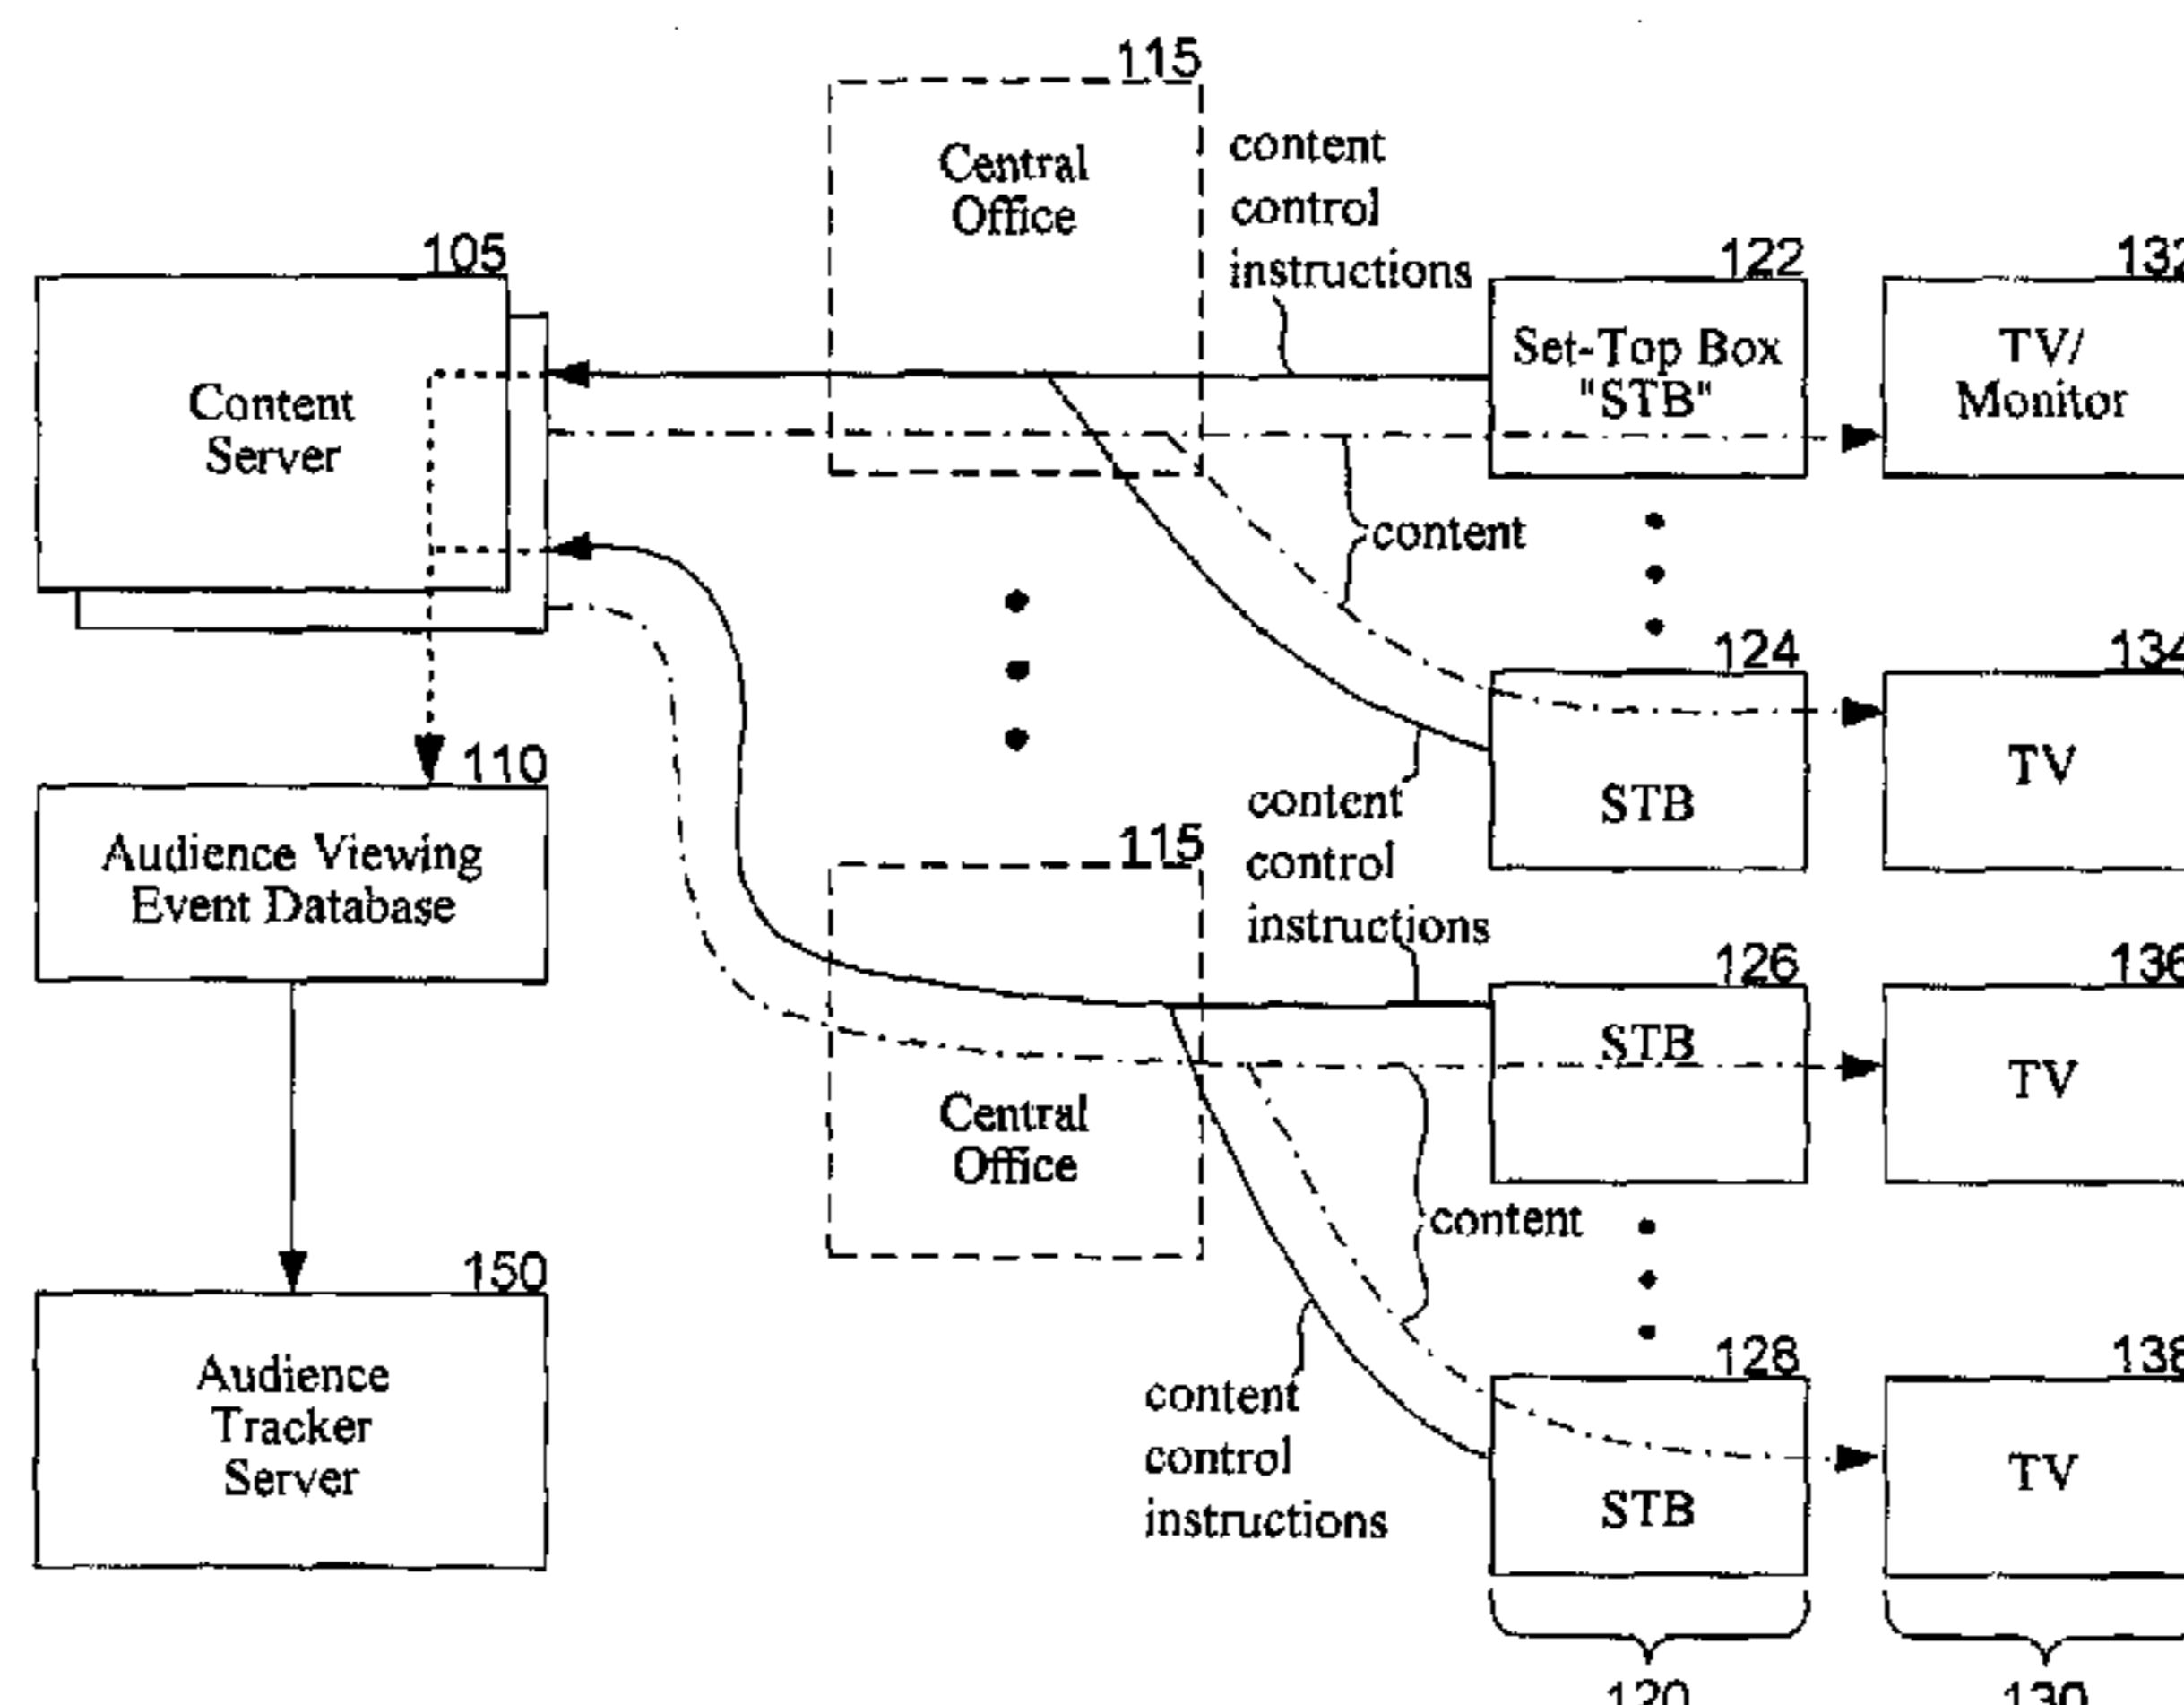 115
Central
Office
content
control
instructions
105
Content
Server
122
Set-Top Box
"STB"
132
TV/
Monitor
content
124
STB
134
TV
110
Audience Viewing
Event Database
content
control
instructions
115
Central
Office
126
STB
136
TV
content
150
Audience
Tracker
Server
content
control
instructions
128
STB
138
TV
120
130